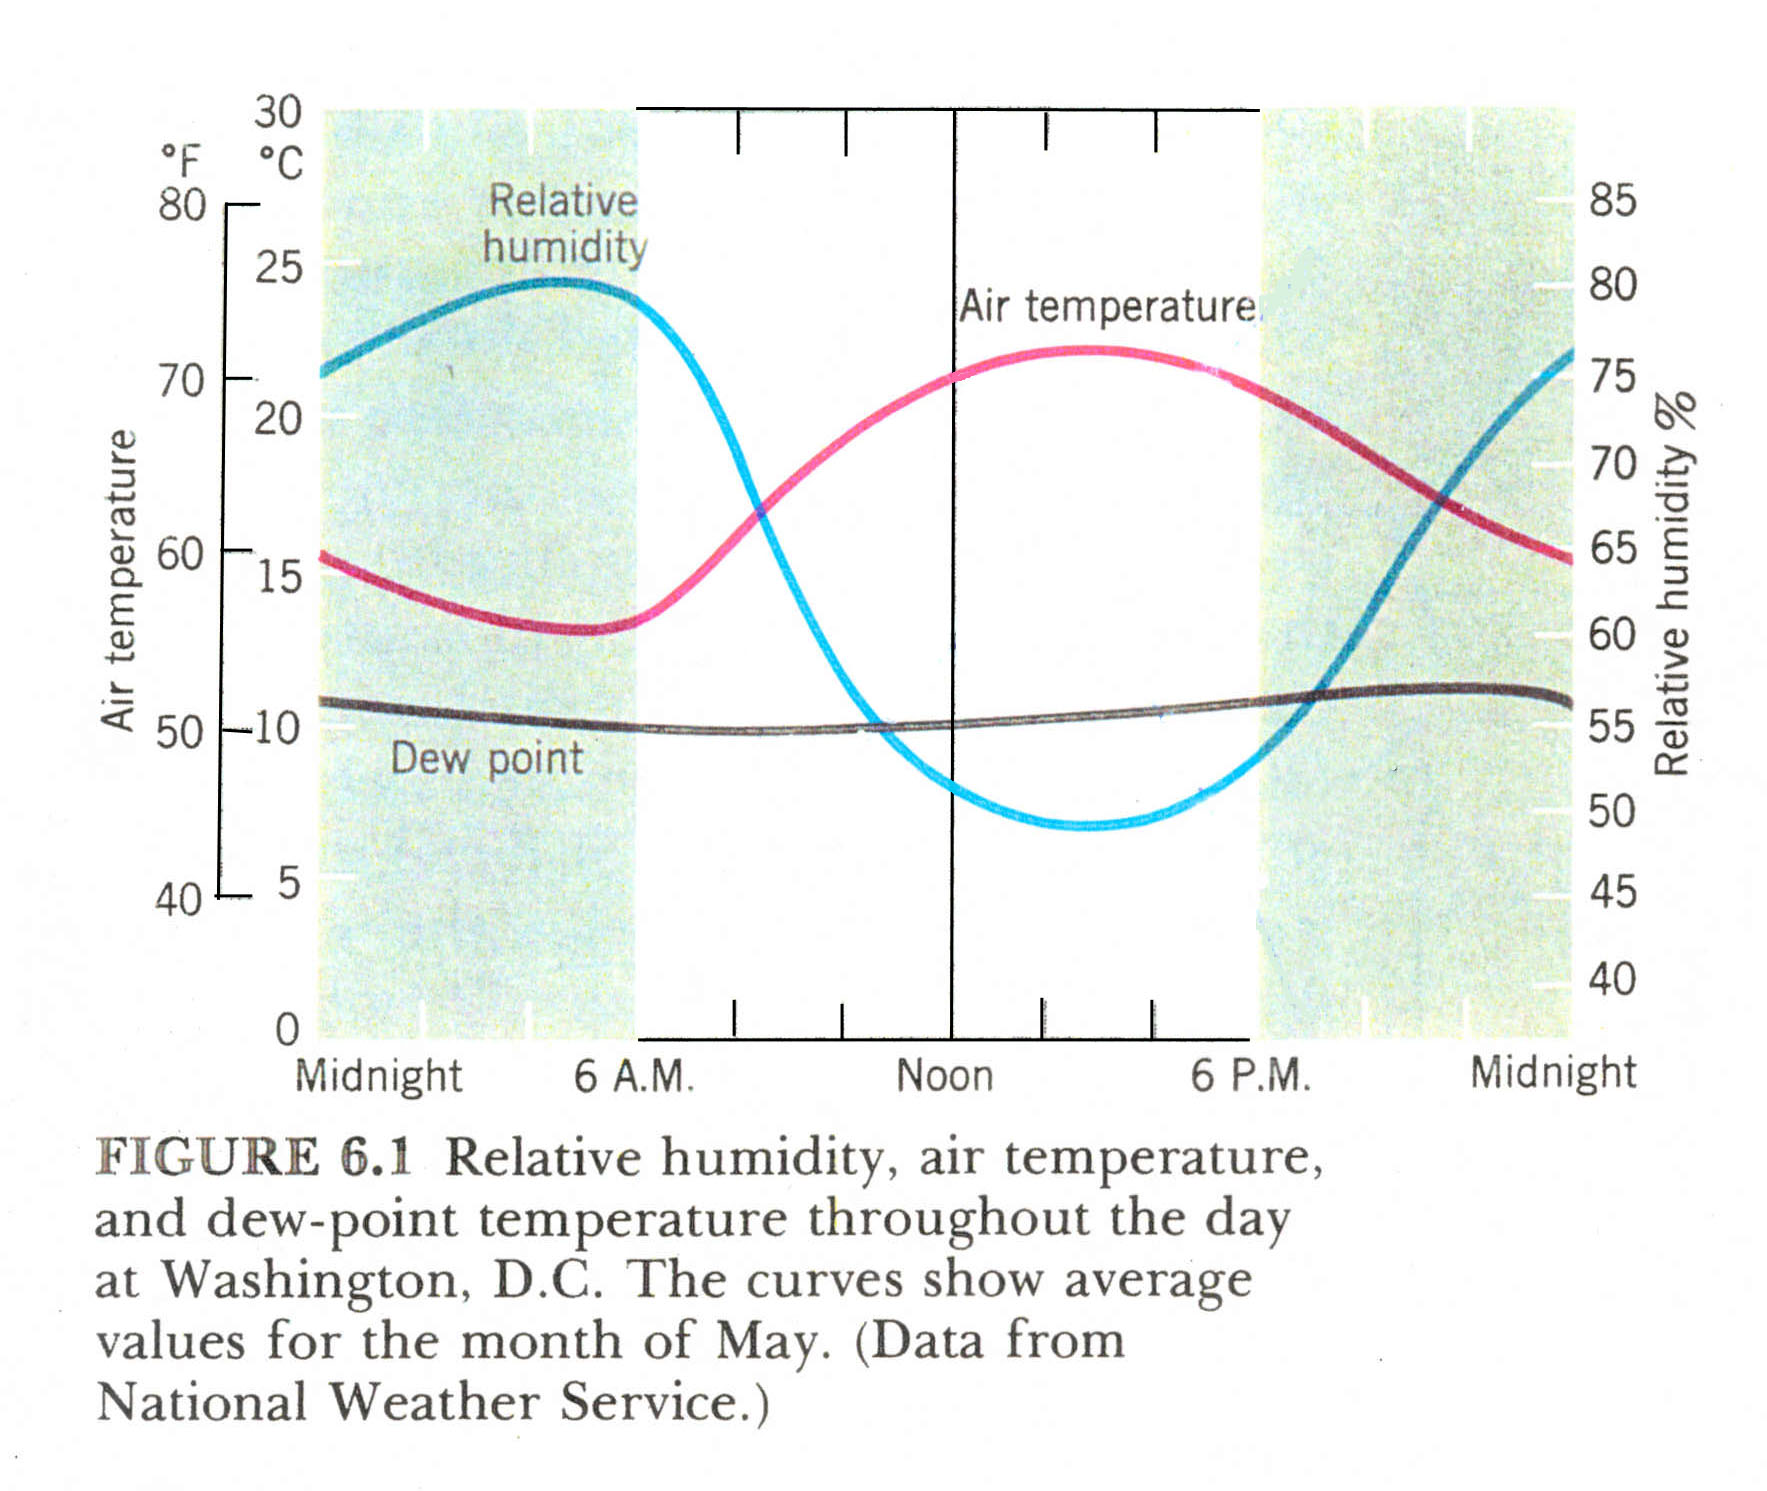 30
°F °C
80
25
70
20
60
15
50
10
5
40
0
Air temperature
Relative
humidity
Air temperature
Dew point
85
80
75
70
65
60
55
50
45
40
Relative humidity %
Midnight 6 A.M. Noon 6 P.M. Midnight
FIGURE 6.1 Relative humidity, air temperature,
and dew-point temperature throughout the day
at Washington, D.C. The curves show average
values for the month of May. (Data from
National Weather Service.)